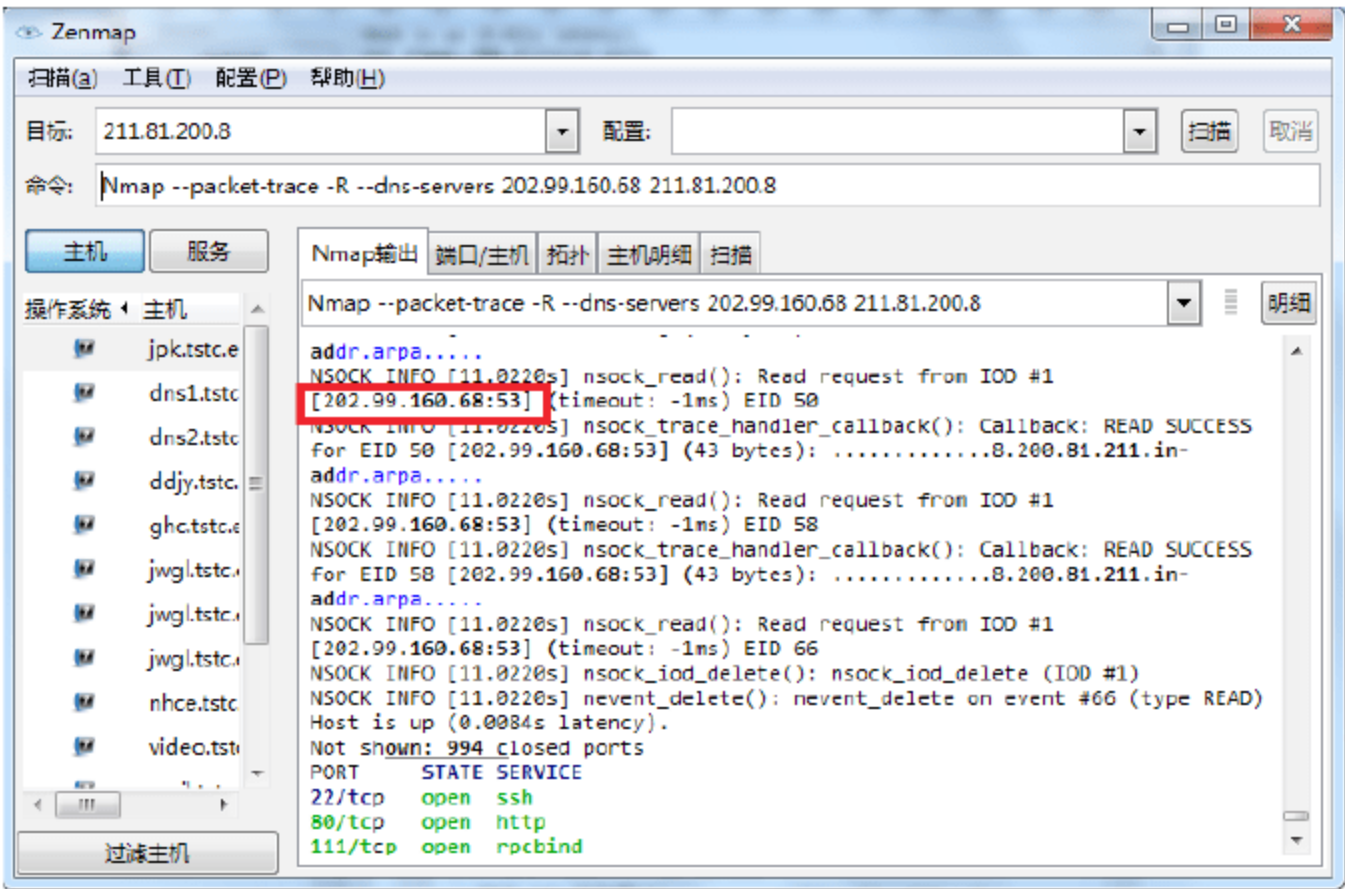 Zenmap
扫描(a) 工具(T) 配置(P) 帮助(H)
目标: 211.81.200.8 配置: 扫描 取消
命令: Nmap --packet-trace -R --dns-servers 202.99.160.68 211.81.200.8
主机 服务
操作系统 主机
jpk.tstc.e
dns1.tstc
dns2.tstc
ddjy.tstc.
ghc.tstc.e
jwgl.tstc.
jwgl.tstc.
jwgl.tstc.
nhce.tstc
video.tst
过滤主机
Nmap输出 端口/主机 拓扑 主机明细 扫描
Nmap --packet-trace -R --dns-servers 202.99.160.68 211.81.200.8 明细
addr.arpa.....
NSOCK INFO [11.0220s] nsock_read(): Read request from IOD #1
[202.99.160.68:53] (timeout: -1ms) EID 50
NSOCK INFO [11.0220s] nsock_trace_handler_callback(): Callback: READ SUCCESS
for EID 50 [202.99.160.68:53] (43 bytes): .............8.200.81.211.in-
addr.arpa.....
NSOCK INFO [11.0220s] nsock_read(): Read request from IOD #1
[202.99.160.68:53] (timeout: -1ms) EID 58
NSOCK INFO [11.0220s] nsock_trace_handler_callback(): Callback: READ SUCCESS
for EID 58 [202.99.160.68:53] (43 bytes): .............8.200.81.211.in-
addr.arpa.....
NSOCK INFO [11.0220s] nsock_read(): Read request from IOD #1
[202.99.160.68:53] (timeout: -1ms) EID 66
NSOCK INFO [11.0220s] nsock_iod_delete(): nsock_iod_delete (IOD #1)
NSOCK INFO [11.0220s] nevent_delete(): nevent_delete on event #66 (type READ)
Host is up (0.0084s latency).
Not shown: 994 closed ports
PORT STATE SERVICE
22/tcp open ssh
80/tcp open http
111/tcp open rpcbind